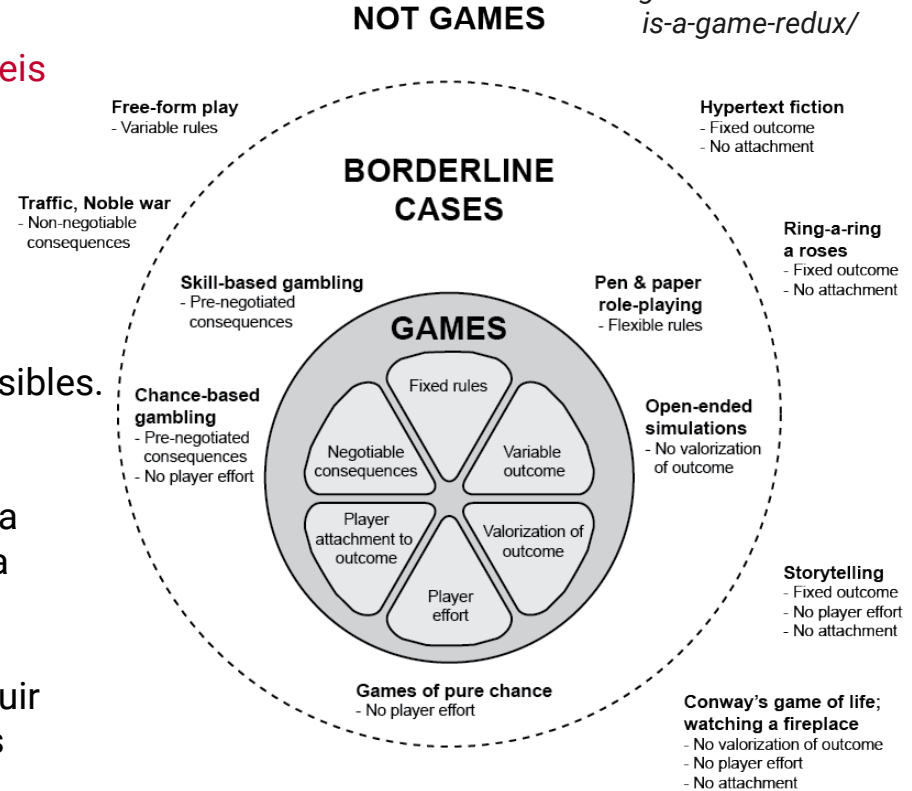 NOT GAMES
is-a-game-redux/
eis
Free-form play
- Variable rules
Hypertext fiction
- Fixed outcome
- No attachment
BORDERLINE
CASES
Traffic, Noble war
- Non-negotiable
consequences
Ring-a-ring
a roses
- Fixed outcome
- No attachment
Skill-based gambling
- Pre-negotiated
consequences
Pen & paper
role-playing
- Flexible rules
GAMES
Fixed rules
sibles.
Chance-based
gambling
- Pre-negotiated
consequences
- No player effort
Negotiable
consequences
Variable
outcome
Open-ended
simulations
- No valorization
of outcome
a
a
Player
attachment to
outcome
Valorization of
outcome
Player
effort
Storytelling
- Fixed outcome
- No player effort
- No attachment
uir
s
Games of pure chance
- No player effort
Conway's game of life;
watching a fireplace
- No valorization of outcome
- No player effort
- No attachment